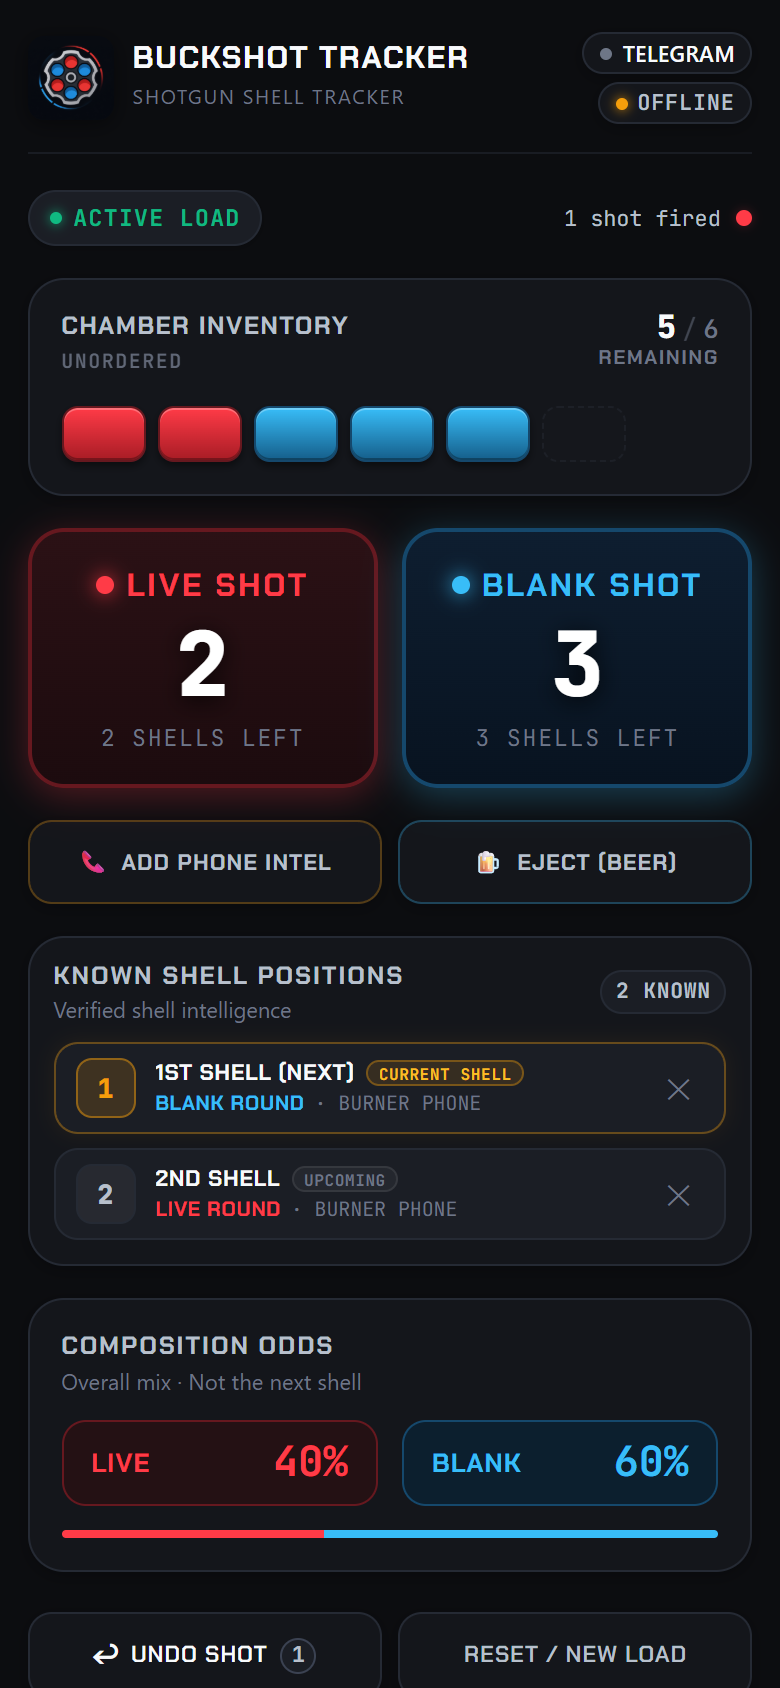 BUCKSHOT TRACKER
SHOTGUN SHELL TRACKER
TELEGRAM
OFFLINE
ACTIVE LOAD
1 shot fired
CHAMBER INVENTORY
UNORDERED
5 / 6
REMAINING
LIVE SHOT
2
2 SHELLS LEFT
BLANK SHOT
3
3 SHELLS LEFT
ADD PHONE INTEL
EJECT (BEER)
KNOWN SHELL POSITIONS
Verified shell intelligence
2 KNOWN
1
1ST SHELL (NEXT) CURRENT SHELL
BLANK ROUND · BURNER PHONE
2
2ND SHELL UPCOMING
LIVE ROUND · BURNER PHONE
COMPOSITION ODDS
Overall mix · Not the next shell
LIVE 40%
BLANK 60%
UNDO SHOT 1
RESET / NEW LOAD